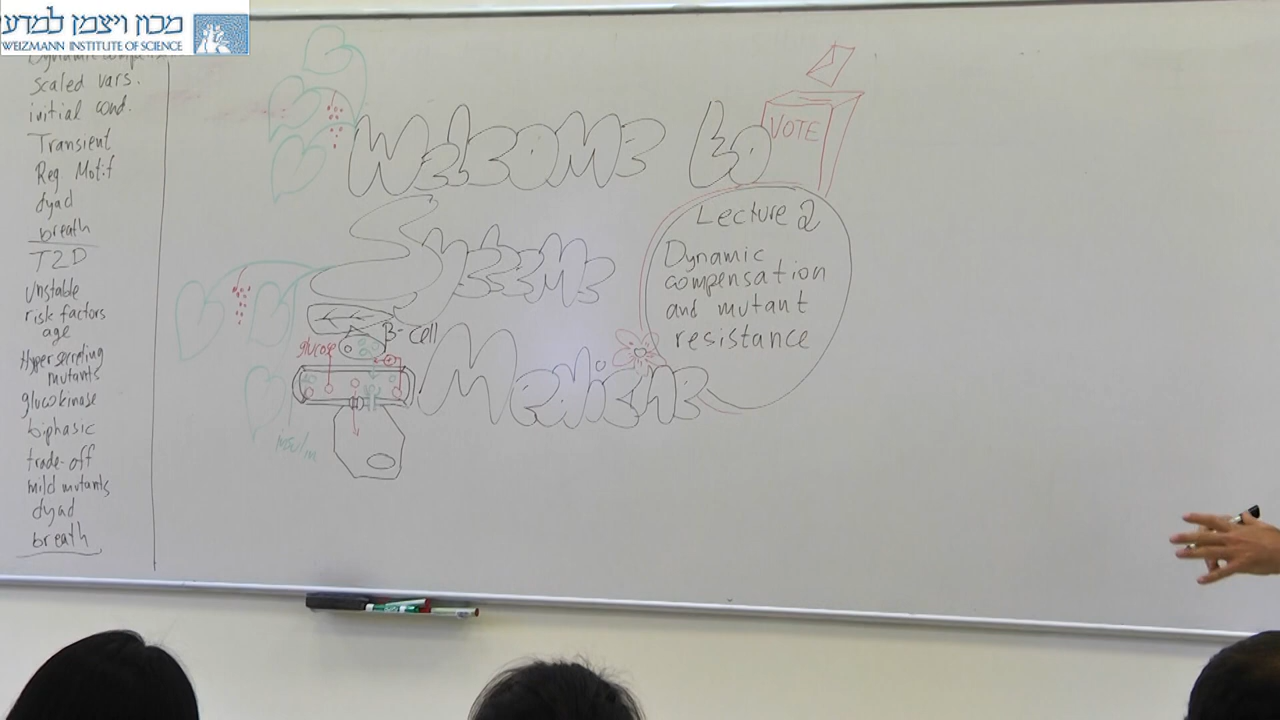 מכון ויצמן למדע
WEIZMANN INSTITUTE OF SCIENCE
scaled vars.
initial cond.
Transient
Reg Motif
dyad
breath
T2D
Unstable
risk factors
age
Hyper secreting
mutants
glucokinase
biphasic
trade-off
mild mutants
dyad
breath
Welcome to
Systems
Medicine
VOTE
Lecture 2
Dynamic
compensation
and mutant
resistance
β-cell
glucose
insulin